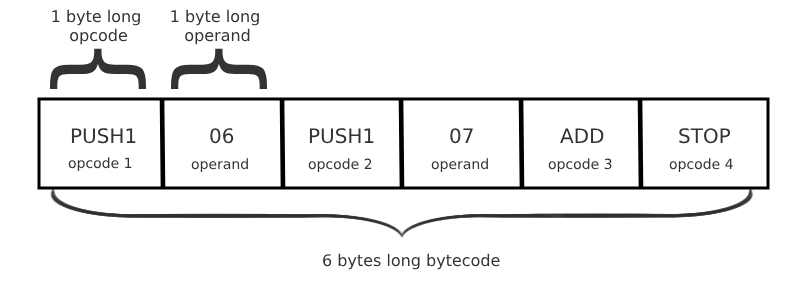 1 byte long
opcode
1 byte long
operand
PUSH1
opcode 1
06
operand
PUSH1
opcode 2
07
operand
ADD
opcode 3
STOP
opcode 4
6 bytes long bytecode